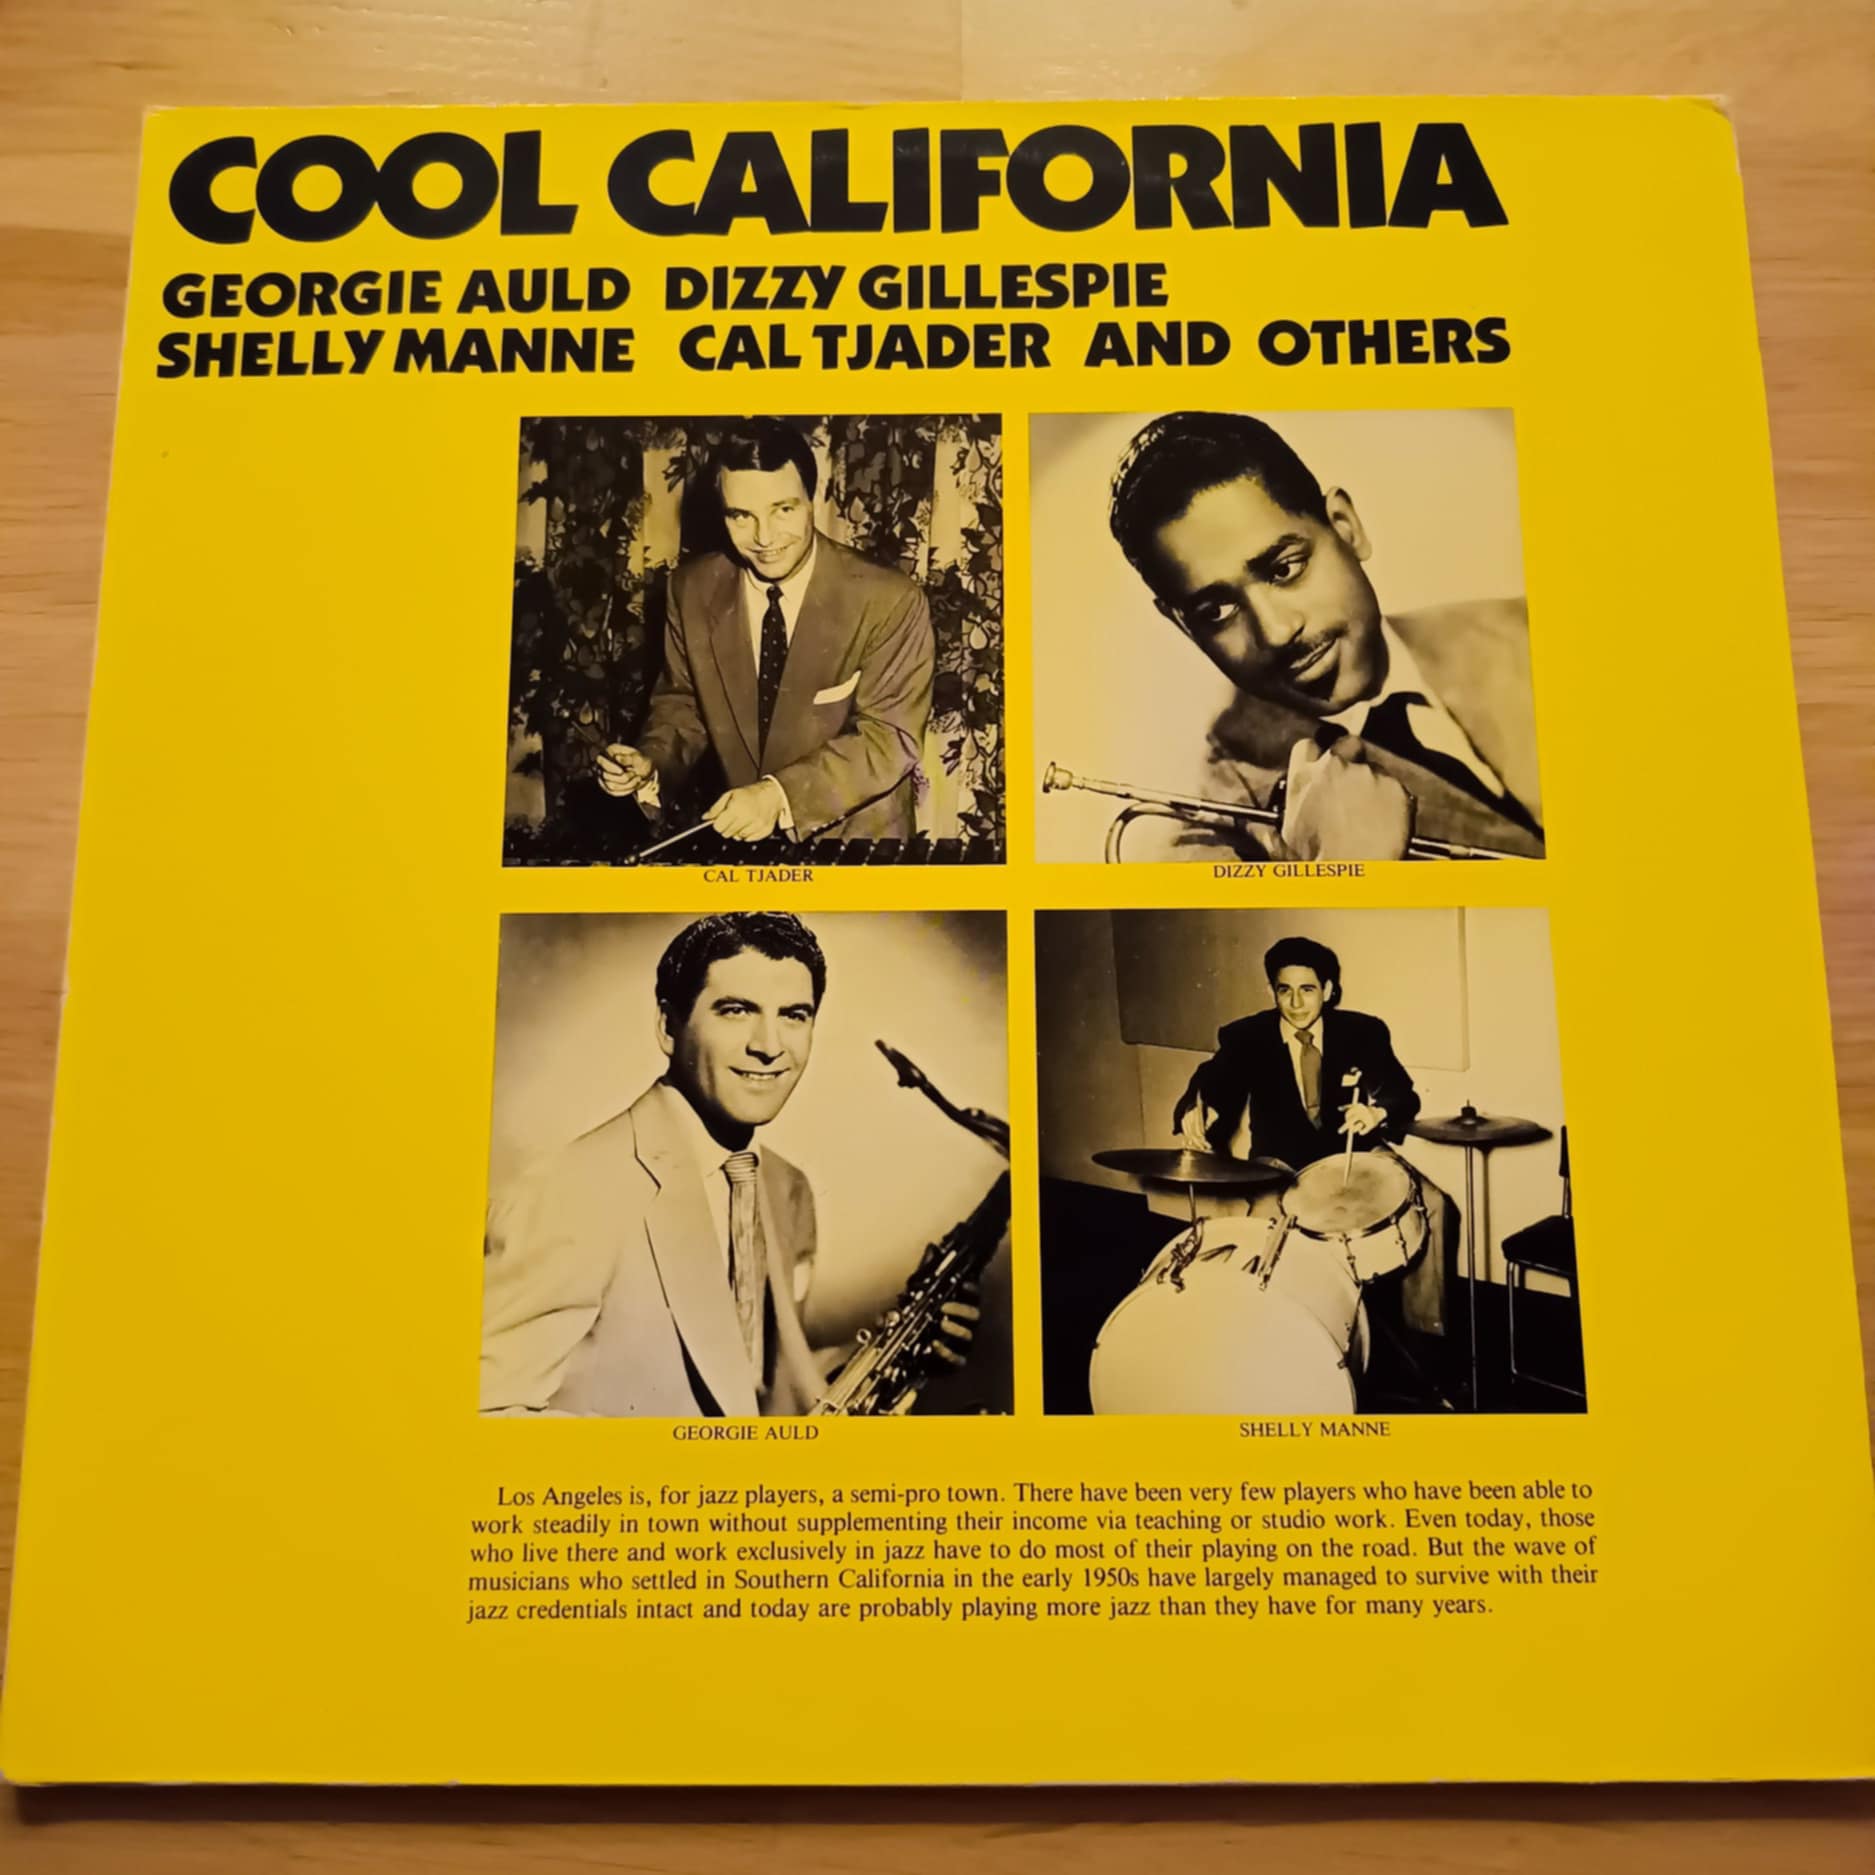 COOL CALIFORNIA
GEORGIE AULD DIZZY GILLESPIE
SHELLY MANNE CAL TJADER AND OTHERS
CAL TJADER
DIZZY GILLESPIE
GEORGIE AULD
SHELLY MANNE
Los Angeles is, for jazz players, a semi-pro town. There have been very few players who have been able to
work steadily in town without supplementing their income via teaching or studio work. Even today, those
who live there and work exclusively in jazz have to do most of their playing on the road. But the wave of
musicians who settled in Southern California in the early 1950s have largely managed to survive with their
jazz credentials intact and today are probably playing more jazz than they have for many years.